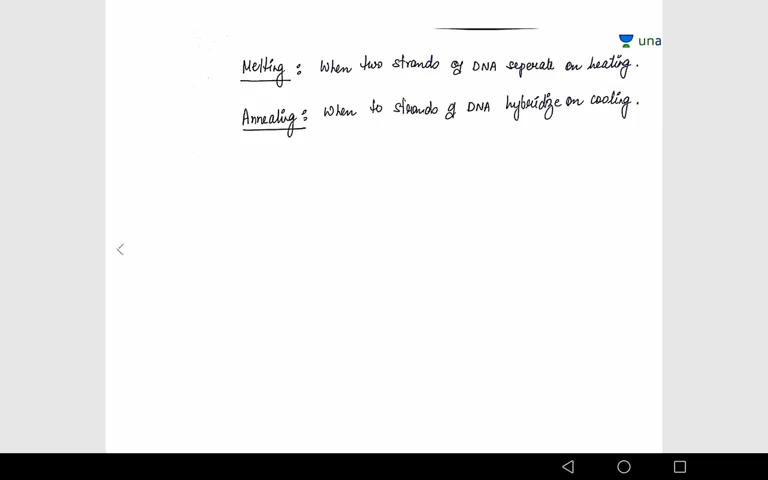 una
Melting : When two strands of DNA seperate on heating.
Annealing : When to strands of DNA hybridize on cooling.